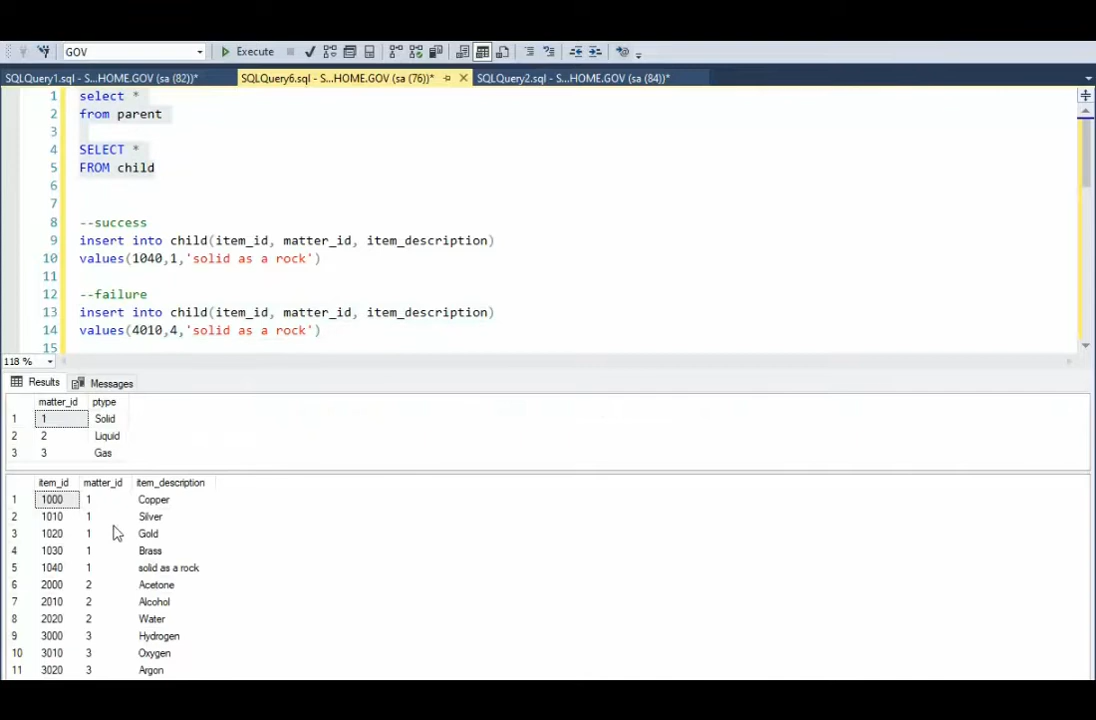 GOV Execute
SQLQuery1.sql - S...HOME.GOV (sa (82))* SQLQuery6.sql - S...HOME.GOV (sa (76))* SQLQuery2.sql - S...HOME.GOV (sa (84))*
1 select *
2 from parent
3
4 SELECT *
5 FROM child
6
7
8 --success
9 insert into child(item_id, matter_id, item_description)
10 values(1040,1,'solid as a rock')
11
12 --failure
13 insert into child(item_id, matter_id, item_description)
14 values(4010,4,'solid as a rock')
15
118 %
Results Messages
matter_id ptype
1 1 Solid
2 2 Liquid
3 3 Gas
item_id matter_id item_description
1 1000 1 Copper
2 1010 1 Silver
3 1020 1 Gold
4 1030 1 Brass
5 1040 1 solid as a rock
6 2000 2 Acetone
7 2010 2 Alcohol
8 2020 2 Water
9 3000 3 Hydrogen
10 3010 3 Oxygen
11 3020 3 Argon